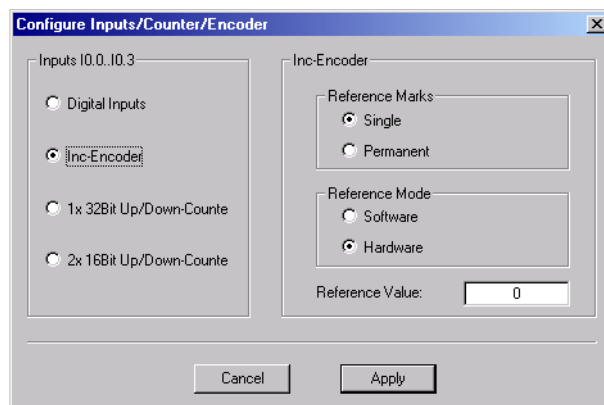 Configure Inputs/Counter/Encoder
Inputs I0.0..I0.3
Digital Inputs
Inc-Encoder
1x 32Bit Up/Down-Counte
2x 16Bit Up/Down-Counte
Inc-Encoder
Reference Marks
Single
Permanent
Reference Mode
Software
Hardware
Reference Value: 0
Cancel Apply